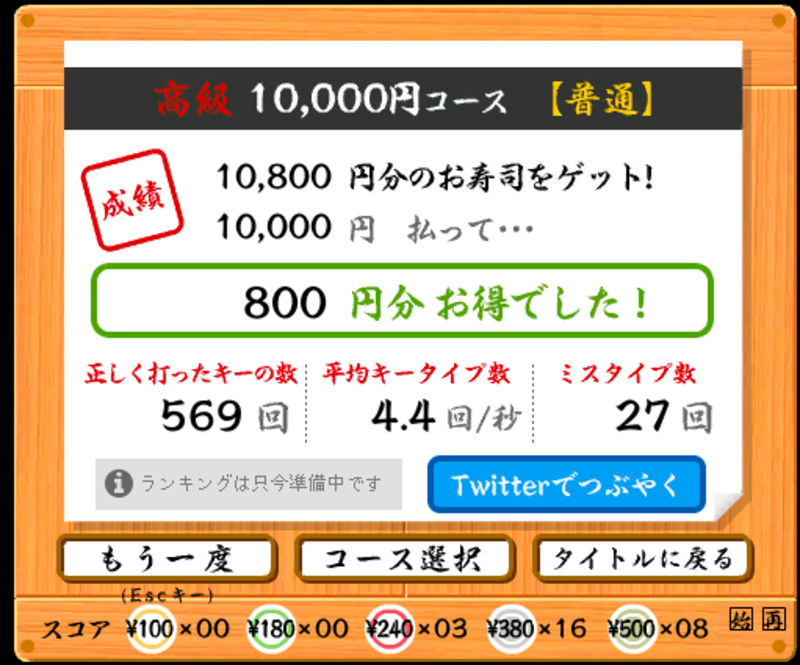 高級 10,000円コース 【普通】
成績
10,800 円分のお寿司をゲット!
10,000 円 払って…
800 円分 お得でした！
正しく打ったキーの数 平均キータイプ数 ミスタイプ数
569 回 4.4 回/秒 27 回
ランキングは只今準備中です Twitterでつぶやく
もう一度 コース選択 タイトルに戻る
(Escキー)
スコア ¥100×00 ¥180×00 ¥240×03 ¥380×16 ¥500×08 始 再